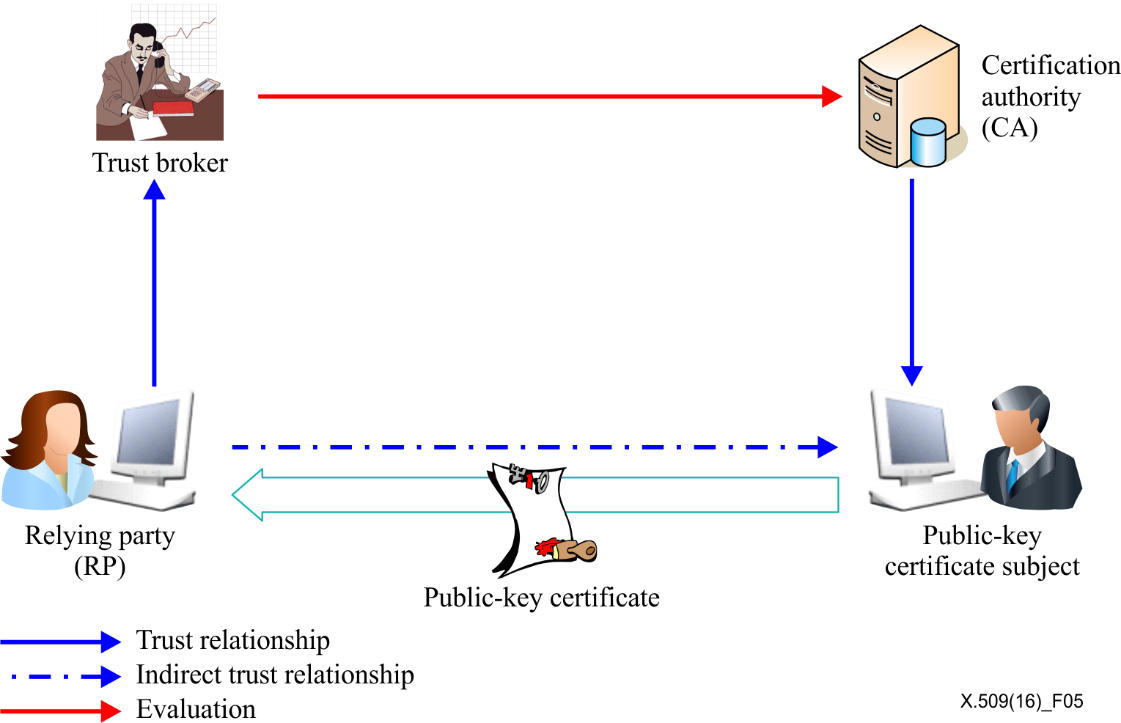 Certification
authority
(CA)
Trust broker
Relying party
(RP)
Public-key
certificate subject
Public-key certificate
Trust relationship
Indirect trust relationship
Evaluation
X.509(16)_F05